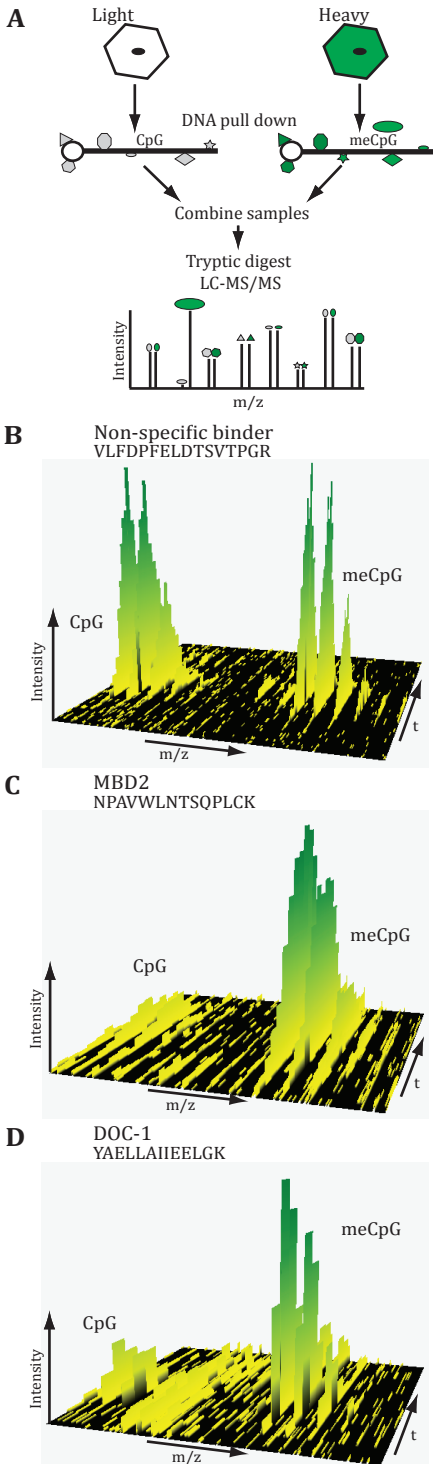 A
Light
Heavy
DNA pull down
CpG
meCpG
Combine samples
Tryptic digest
LC-MS/MS
Intensity
m/z
B
Non-specific binder
VLFDPFELDTSVTPGR
CpG
meCpG
Intensity
m/z
t
C
MBD2
NPAVWLNTSQPLCK
CpG
meCpG
Intensity
m/z
t
D
DOC-1
YAELLAIIEELGK
CpG
meCpG
Intensity
m/z
t